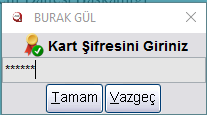 BURAK GÜL
Kart Şifresini Giriniz
******
Tamam Vazgeç